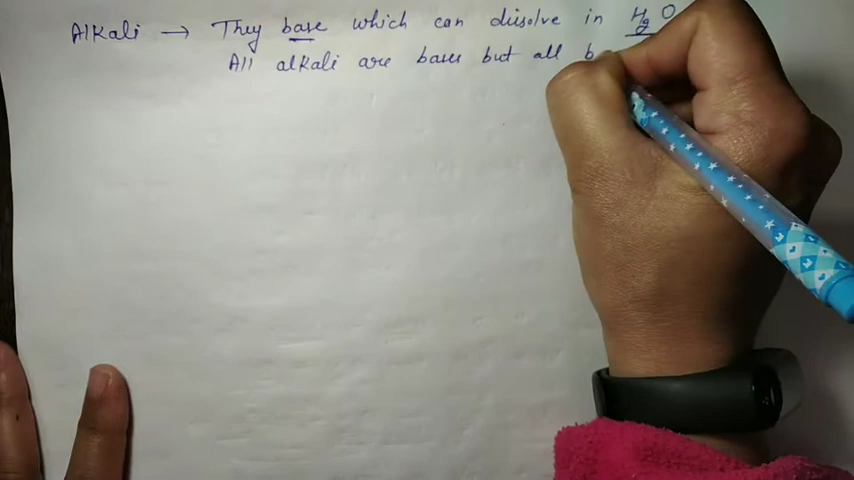 Alkali → They base which can dissolve in H₂O
All alkali are bases but all b